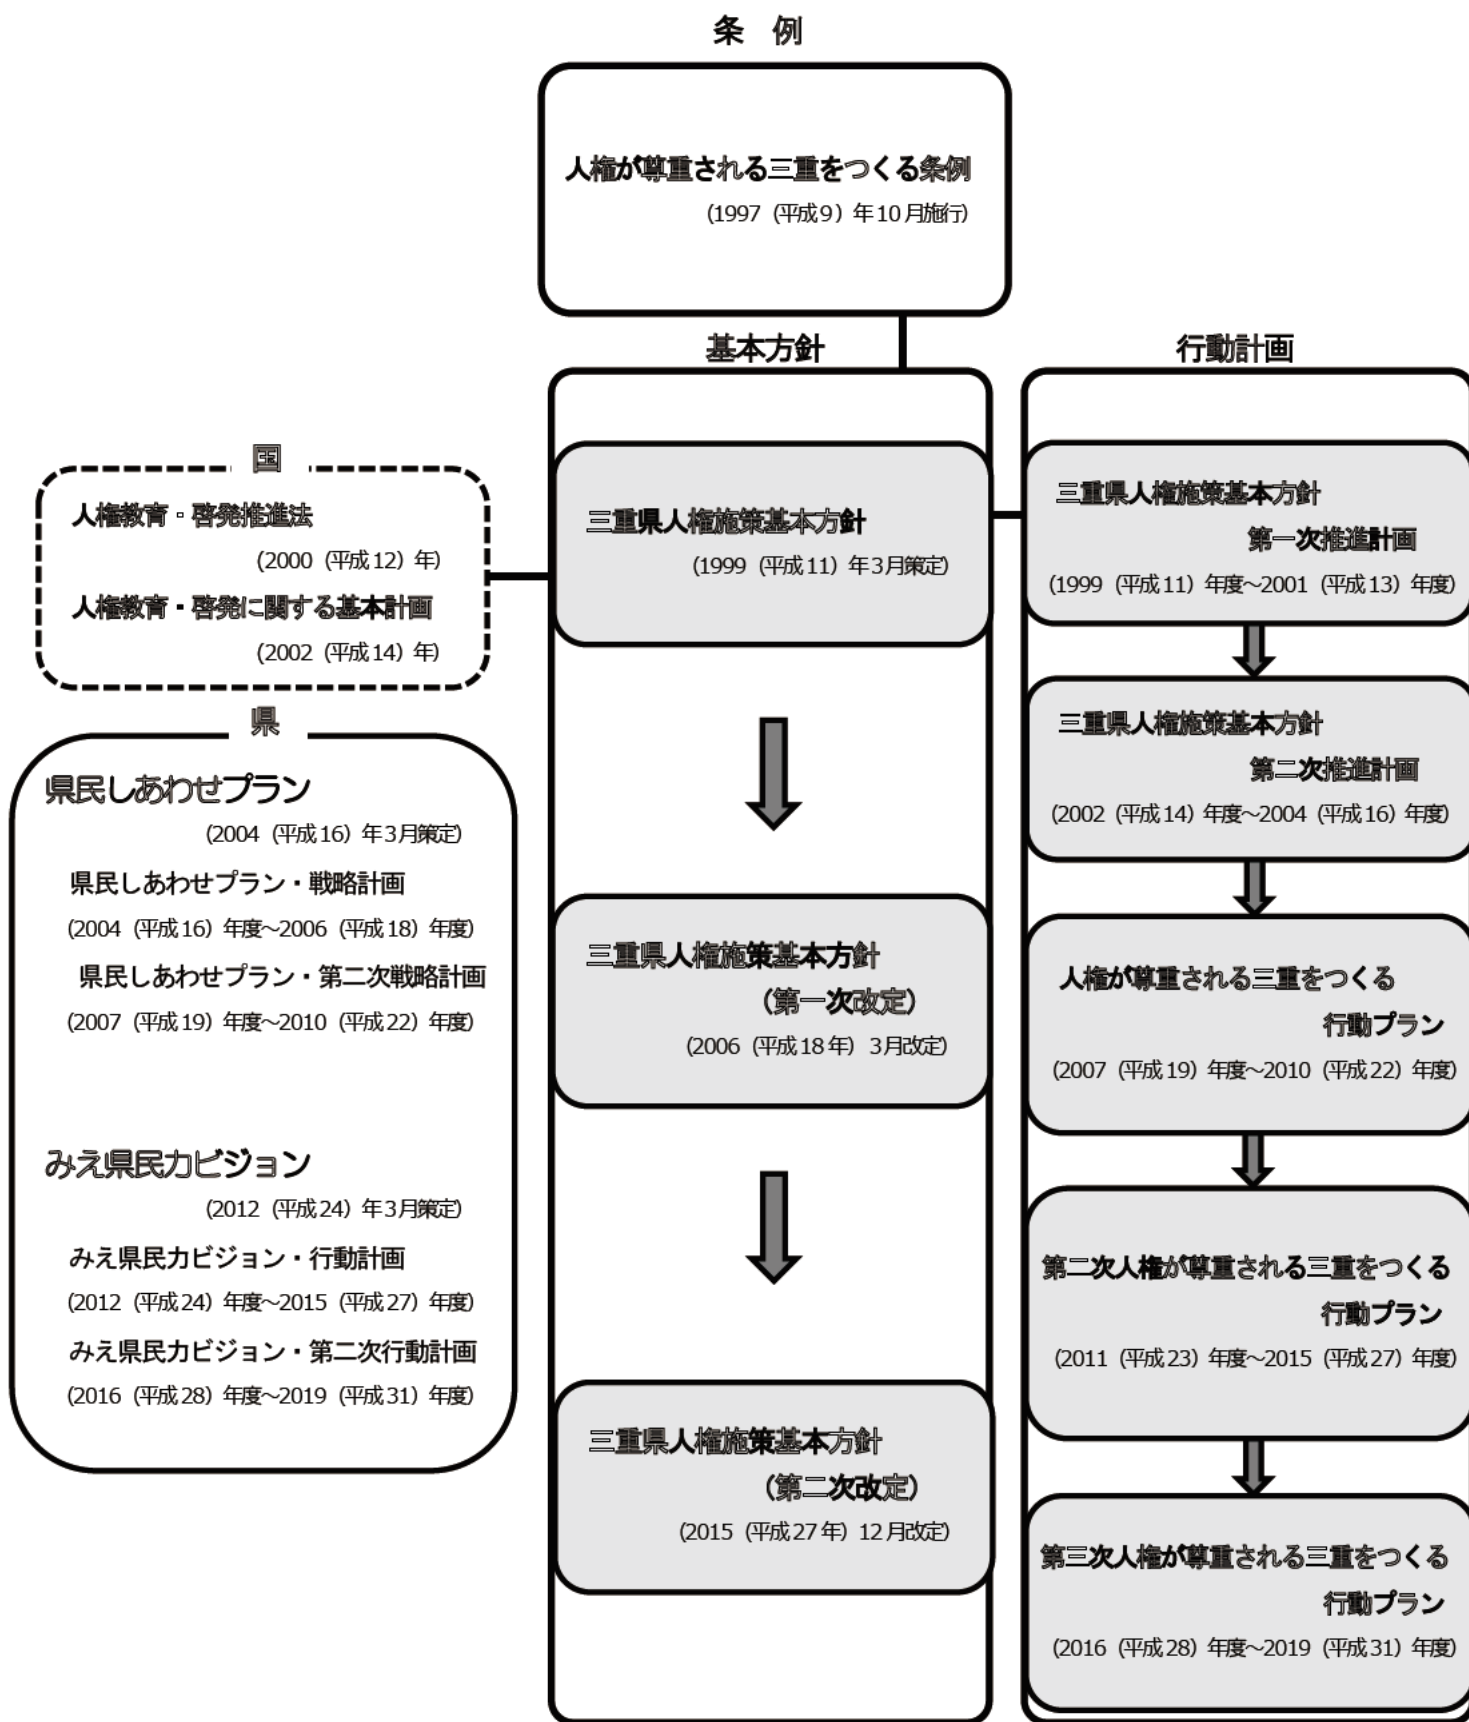 条 例
人権が尊重される三重をつくる条例
(1997（平成9）年10月施行)
国
人権教育・啓発推進法
(2000（平成12）年)
人権教育・啓発に関する基本計画
(2002（平成14）年)
県
県民しあわせプラン
(2004（平成16）年3月策定)
県民しあわせプラン・戦略計画
(2004（平成16）年度～2006（平成18）年度)
県民しあわせプラン・第二次戦略計画
(2007（平成19）年度～2010（平成22）年度)
みえ県民力ビジョン
(2012（平成24）年3月策定)
みえ県民力ビジョン・行動計画
(2012（平成24）年度～2015（平成27）年度)
みえ県民力ビジョン・第二次行動計画
(2016（平成28）年度～2019（平成31）年度)
基本方針
三重県人権施策基本方針
(1999（平成11）年3月策定)
三重県人権施策基本方針
（第一次改定）
(2006（平成18年）3月改定)
三重県人権施策基本方針
（第二次改定）
(2015（平成27年）12月改定)
行動計画
三重県人権施策基本方針
第一次推進計画
(1999（平成11）年度～2001（平成13）年度)
三重県人権施策基本方針
第二次推進計画
(2002（平成14）年度～2004（平成16）年度)
人権が尊重される三重をつくる
行動プラン
(2007（平成19）年度～2010（平成22）年度)
第二次人権が尊重される三重をつくる
行動プラン
(2011（平成23）年度～2015（平成27）年度)
第三次人権が尊重される三重をつくる
行動プラン
(2016（平成28）年度～2019（平成31）年度)